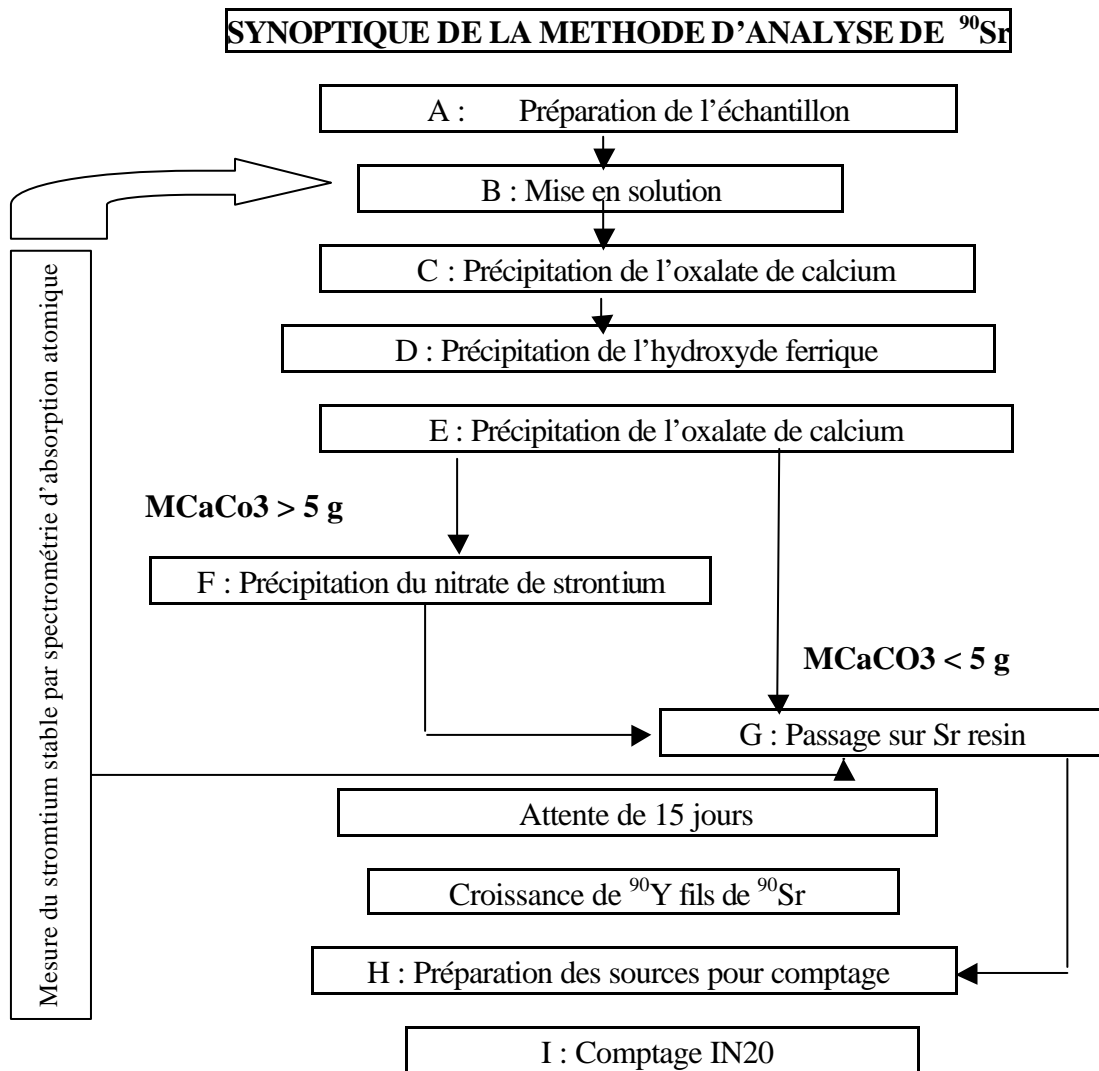 SYNOPTIQUE DE LA METHODE D’ANALYSE DE ⁹⁰Sr
A : Préparation de l’échantillon
B : Mise en solution
C : Précipitation de l’oxalate de calcium
D : Précipitation de l’hydroxyde ferrique
E : Précipitation de l’oxalate de calcium
MCaCo3 > 5 g
F : Précipitation du nitrate de strontium
MCaCO3 < 5 g
G : Passage sur Sr resin
Attente de 15 jours
Croissance de ⁹⁰Y fils de ⁹⁰Sr
H : Préparation des sources pour comptage
I : Comptage IN20
Mesure du stromtium stable par spectrométrie d’absorption atomique